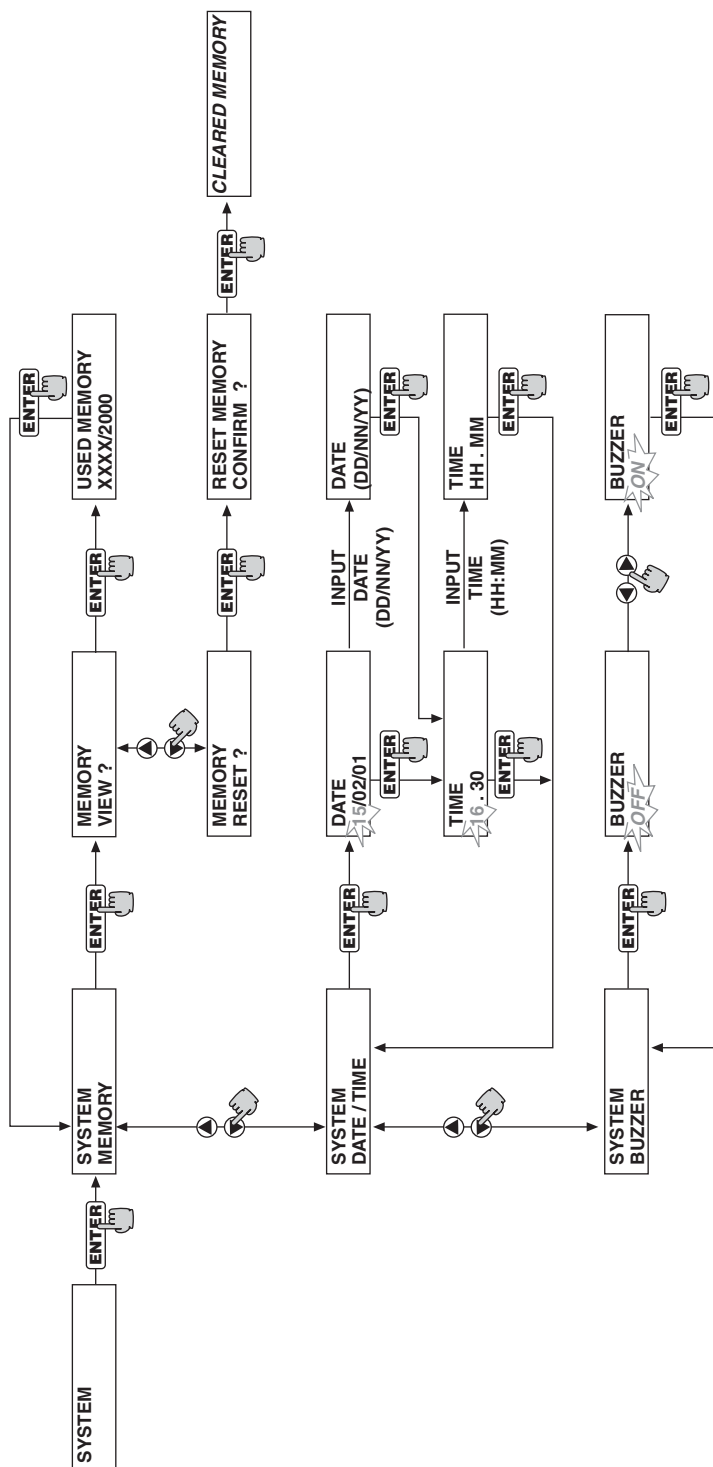 SYSTEM
ENTER
SYSTEM
MEMORY
ENTER
MEMORY
VIEW ?
ENTER
USED MEMORY
XXXX/2000
ENTER
MEMORY
RESET ?
ENTER
RESET MEMORY
CONFIRM ?
ENTER
CLEARED MEMORY
SYSTEM
DATE / TIME
ENTER
DATE
15/02/01
INPUT
DATE
(DD/NN/YY)
DATE
(DD/NN/YY)
ENTER
ENTER
TIME
16 . 30
INPUT
TIME
(HH:MM)
TIME
HH . MM
ENTER
ENTER
SYSTEM
BUZZER
ENTER
BUZZER
OFF
BUZZER
ON
ENTER